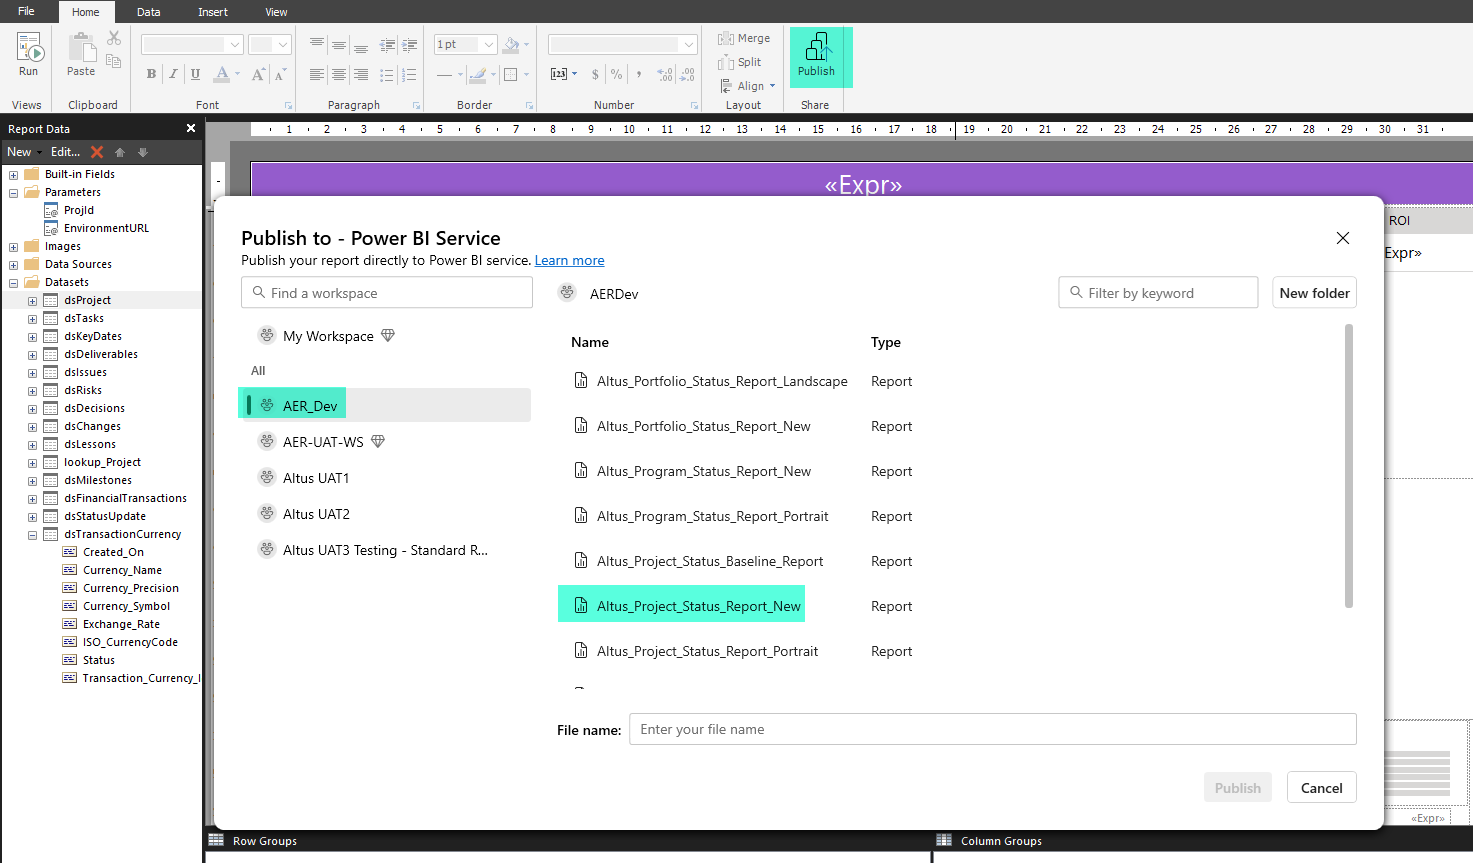 File Home Data Insert View
1pt
Merge
Split
Align
Run Paste B I U A A A 123 $ % , Publish
Views Clipboard Font Paragraph Border Number Layout Share
Report Data
New Edit...
1 2 3 4 5 6 7 8 9 10 11 12 13 14 15 16 17 18 19 20 21 22 23 24 25 26 27 28 29 30 31
Built-in Fields
Parameters
ProjId
EnvironmentURL
Images
Data Sources
Datasets
dsProject
dsTasks
dsKeyDates
dsDeliverables
dsIssues
dsRisks
dsDecisions
dsChanges
dsLessons
lookup_Project
dsMilestones
dsFinancialTransactions
dsStatusUpdate
dsTransactionCurrency
Created_On
Currency_Name
Currency_Precision
Currency_Symbol
Exchange_Rate
ISO_CurrencyCode
Status
Transaction_Currency_I
«Expr»
ROI
Expr»
Publish to - Power BI Service
Publish your report directly to Power BI service. Learn more
Find a workspace
My Workspace
All
AER_Dev
AER-UAT-WS
Altus UAT1
Altus UAT2
Altus UAT3 Testing - Standard R...
AERDev
Filter by keyword
New folder
Name Type
Altus_Portfolio_Status_Report_Landscape Report
Altus_Portfolio_Status_Report_New Report
Altus_Program_Status_Report_New Report
Altus_Program_Status_Report_Portrait Report
Altus_Project_Status_Baseline_Report Report
Altus_Project_Status_Report_New Report
Altus_Project_Status_Report_Portrait Report
File name: Enter your file name
Publish Cancel
«Expr»
Row Groups Column Groups